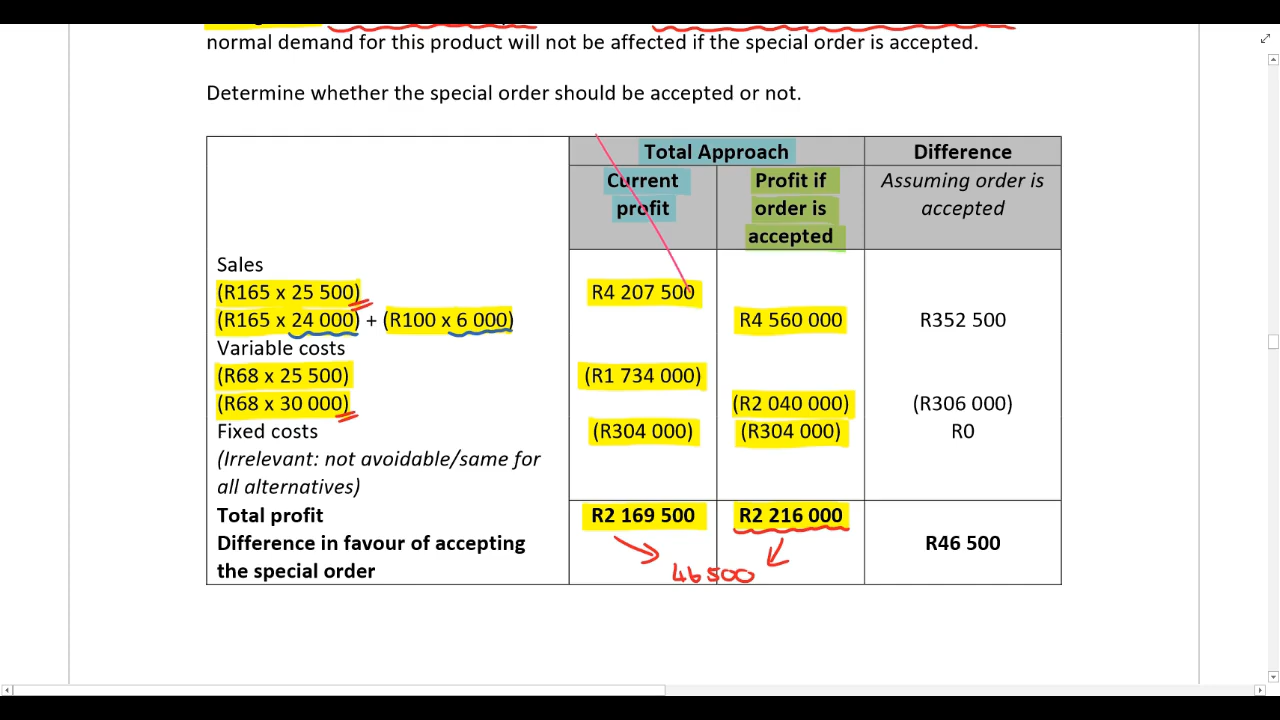 normal demand for this product will not be affected if the special order is accepted.
Determine whether the special order should be accepted or not.
Total Approach Difference
Current profit Profit if order is accepted Assuming order is accepted
Sales
(R165 x 25 500) R4 207 500
(R165 x 24 000) + (R100 x 6 000) R4 560 000 R352 500
Variable costs
(R68 x 25 500) (R1 734 000)
(R68 x 30 000) (R2 040 000) (R306 000)
Fixed costs (R304 000) (R304 000) R0
(Irrelevant: not avoidable/same for
all alternatives)
Total profit R2 169 500 R2 216 000
Difference in favour of accepting R46 500
the special order 46 500